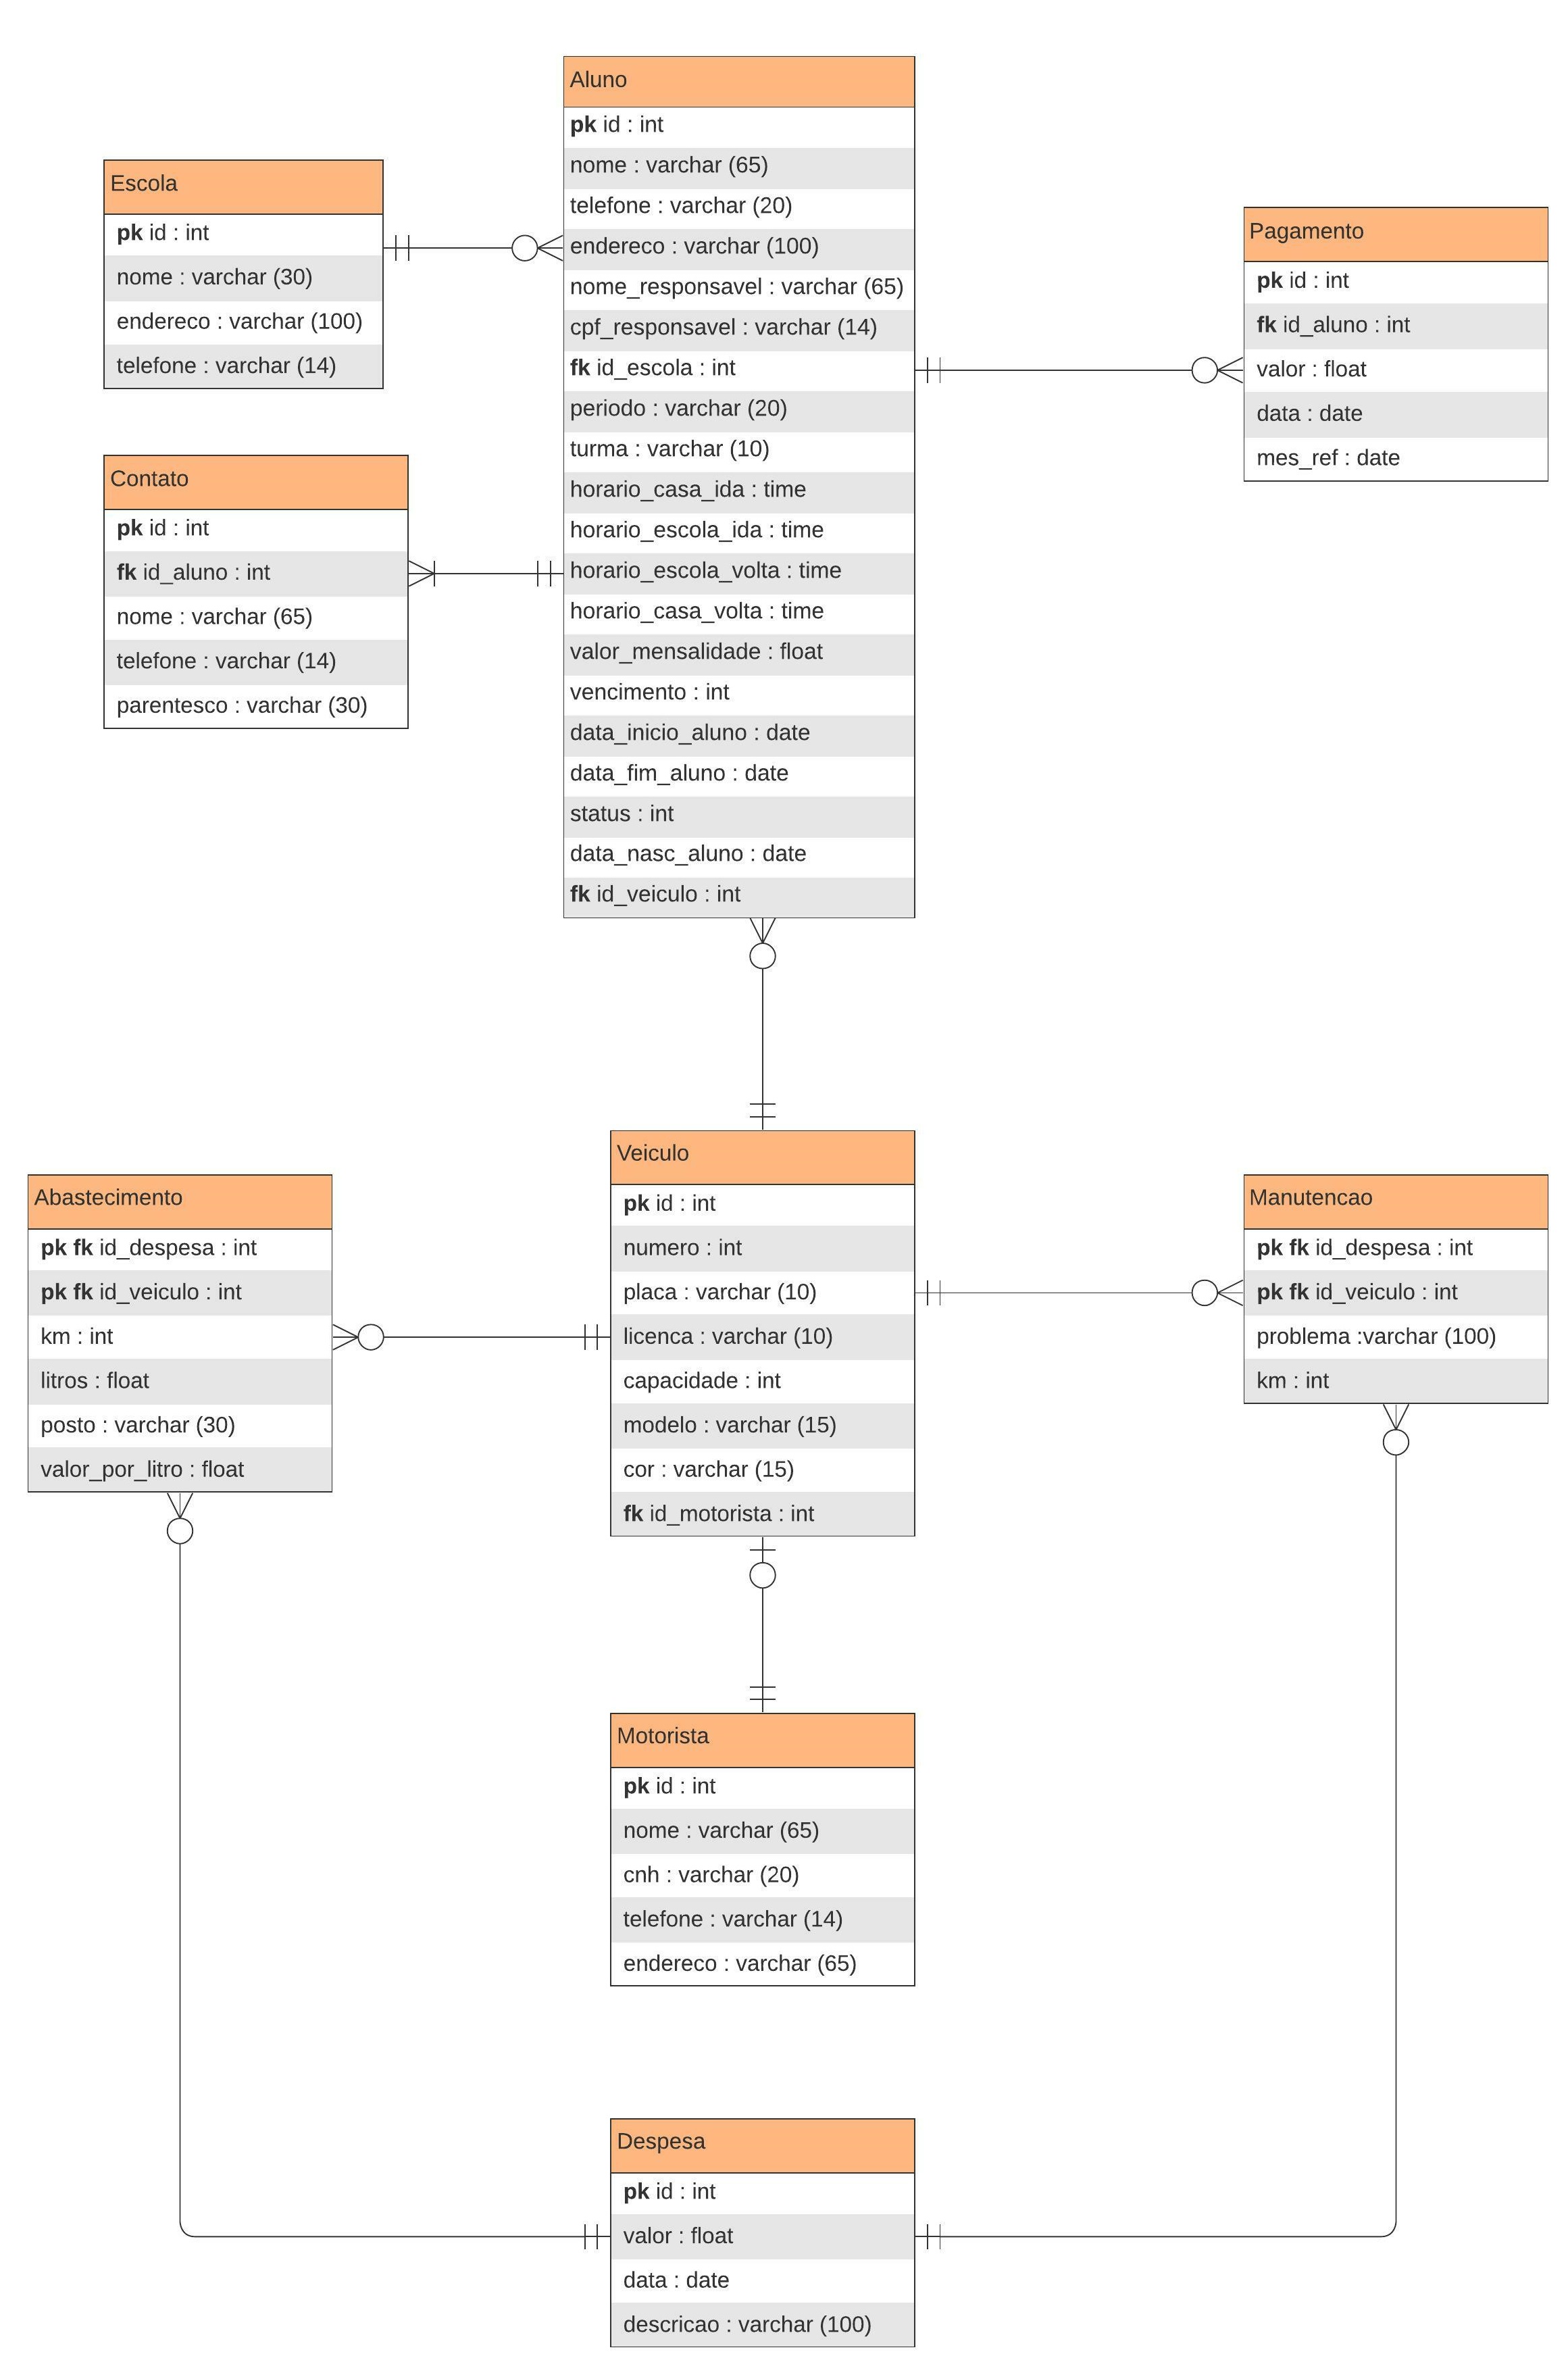 Aluno
pk id : int
nome : varchar (65)
telefone : varchar (20)
endereco : varchar (100)
nome_responsavel : varchar (65)
cpf_responsavel : varchar (14)
fk id_escola : int
periodo : varchar (20)
turma : varchar (10)
horario_casa_ida : time
horario_escola_ida : time
horario_escola_volta : time
horario_casa_volta : time
valor_mensalidade : float
vencimento : int
data_inicio_aluno : date
data_fim_aluno : date
status : int
data_nasc_aluno : date
fk id_veiculo : int
Escola
pk id : int
nome : varchar (30)
endereco : varchar (100)
telefone : varchar (14)
Pagamento
pk id : int
fk id_aluno : int
valor : float
data : date
mes_ref : date
Contato
pk id : int
fk id_aluno : int
nome : varchar (65)
telefone : varchar (14)
parentesco : varchar (30)
Veiculo
pk id : int
numero : int
placa : varchar (10)
licenca : varchar (10)
capacidade : int
modelo : varchar (15)
cor : varchar (15)
fk id_motorista : int
Abastecimento
pk fk id_despesa : int
pk fk id_veiculo : int
km : int
litros : float
posto : varchar (30)
valor_por_litro : float
Manutencao
pk fk id_despesa : int
pk fk id_veiculo : int
problema :varchar (100)
km : int
Motorista
pk id : int
nome : varchar (65)
cnh : varchar (20)
telefone : varchar (14)
endereco : varchar (65)
Despesa
pk id : int
valor : float
data : date
descricao : varchar (100)